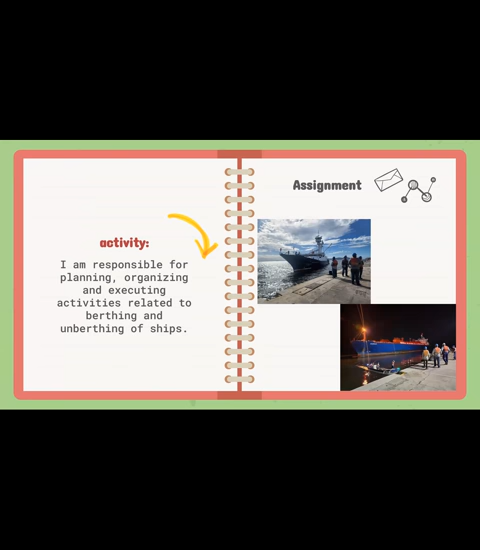 activity:
I am responsible for
planning, organizing
and executing
activities related to
berthing and
unberthing of ships.
Assignment